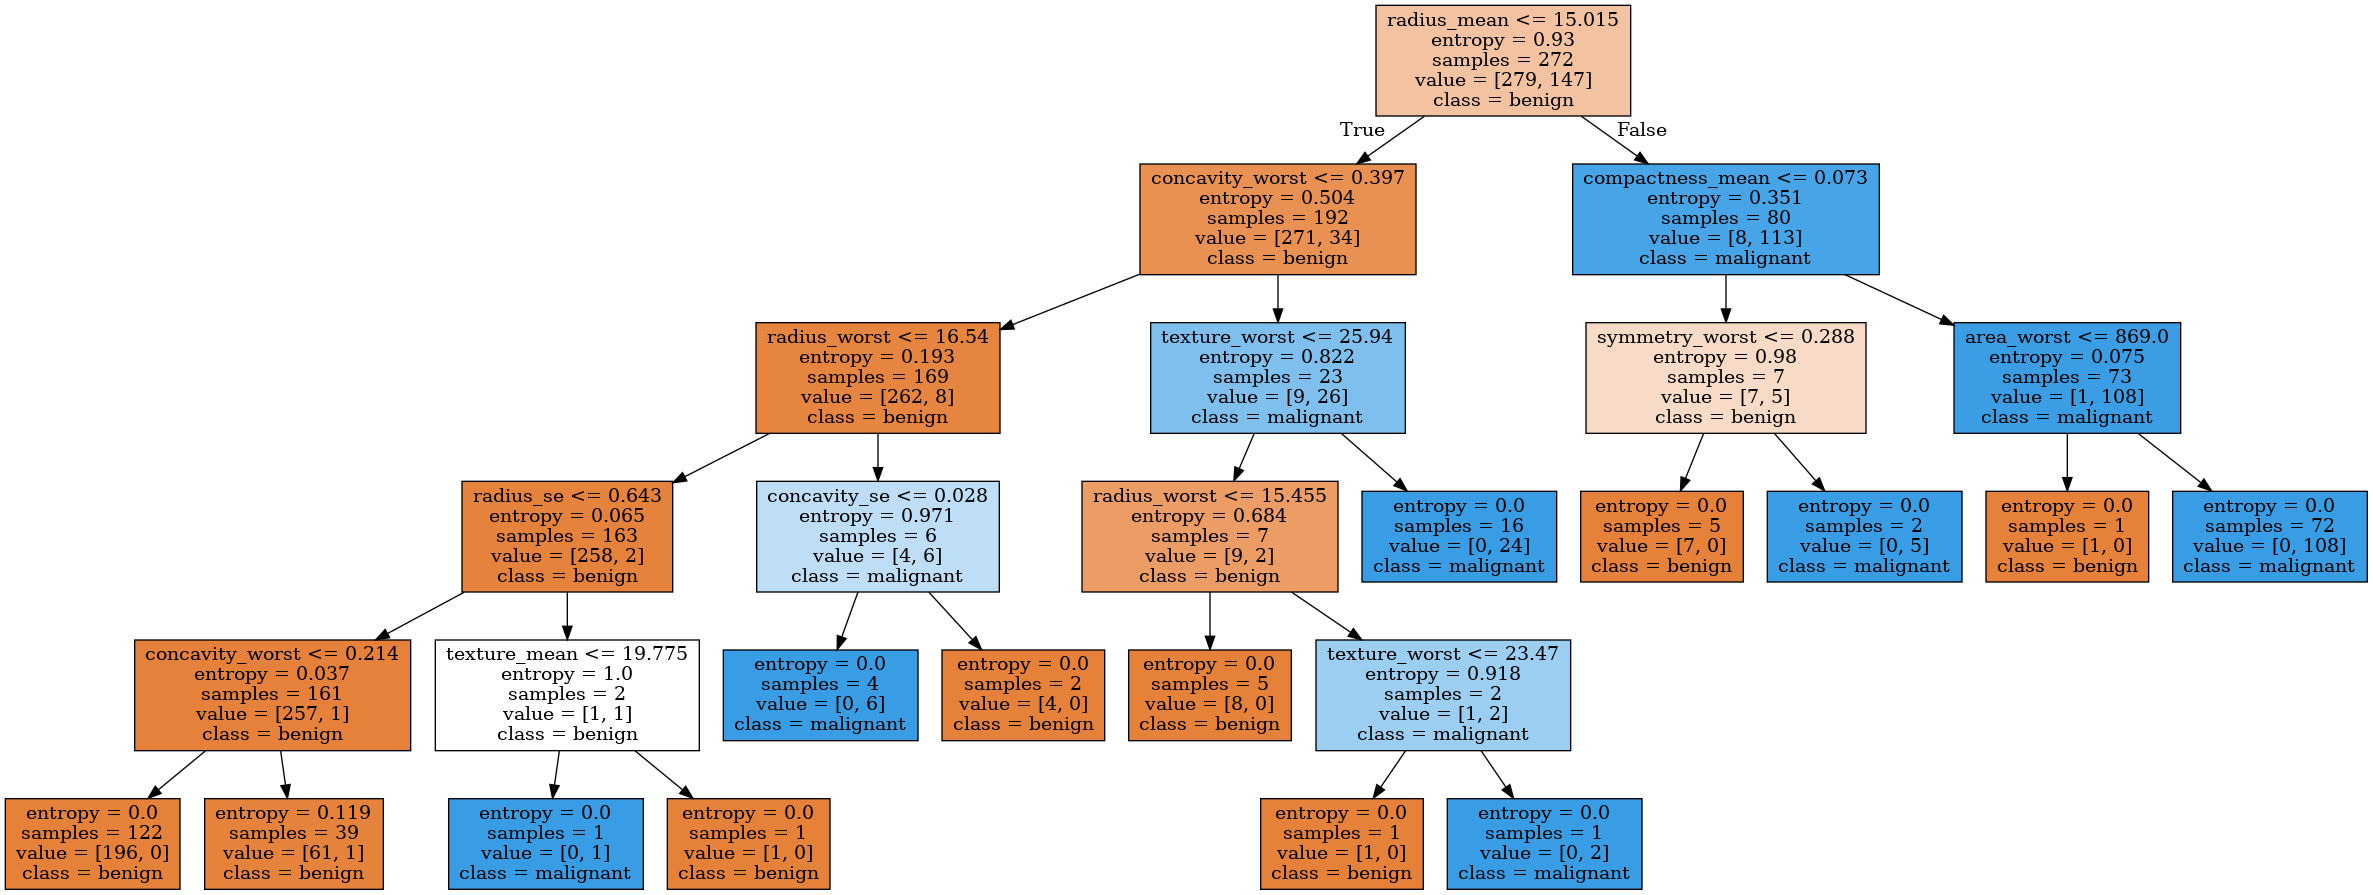 radius_mean <= 15.015
entropy = 0.93
samples = 272
value = [279, 147]
class = benign
True
False
concavity_worst <= 0.397
entropy = 0.504
samples = 192
value = [271, 34]
class = benign
compactness_mean <= 0.073
entropy = 0.351
samples = 80
value = [8, 113]
class = malignant
radius_worst <= 16.54
entropy = 0.193
samples = 169
value = [262, 8]
class = benign
texture_worst <= 25.94
entropy = 0.822
samples = 23
value = [9, 26]
class = malignant
symmetry_worst <= 0.288
entropy = 0.98
samples = 7
value = [7, 5]
class = benign
area_worst <= 869.0
entropy = 0.075
samples = 73
value = [1, 108]
class = malignant
radius_se <= 0.643
entropy = 0.065
samples = 163
value = [258, 2]
class = benign
concavity_se <= 0.028
entropy = 0.971
samples = 6
value = [4, 6]
class = malignant
radius_worst <= 15.455
entropy = 0.684
samples = 7
value = [9, 2]
class = benign
entropy = 0.0
samples = 16
value = [0, 24]
class = malignant
entropy = 0.0
samples = 5
value = [7, 0]
class = benign
entropy = 0.0
samples = 2
value = [0, 5]
class = malignant
entropy = 0.0
samples = 1
value = [1, 0]
class = benign
entropy = 0.0
samples = 72
value = [0, 108]
class = malignant
concavity_worst <= 0.214
entropy = 0.037
samples = 161
value = [257, 1]
class = benign
texture_mean <= 19.775
entropy = 1.0
samples = 2
value = [1, 1]
class = benign
entropy = 0.0
samples = 4
value = [0, 6]
class = malignant
entropy = 0.0
samples = 2
value = [4, 0]
class = benign
entropy = 0.0
samples = 5
value = [8, 0]
class = benign
texture_worst <= 23.47
entropy = 0.918
samples = 2
value = [1, 2]
class = malignant
entropy = 0.0
samples = 122
value = [196, 0]
class = benign
entropy = 0.119
samples = 39
value = [61, 1]
class = benign
entropy = 0.0
samples = 1
value = [0, 1]
class = malignant
entropy = 0.0
samples = 1
value = [1, 0]
class = benign
entropy = 0.0
samples = 1
value = [1, 0]
class = benign
entropy = 0.0
samples = 1
value = [0, 2]
class = malignant